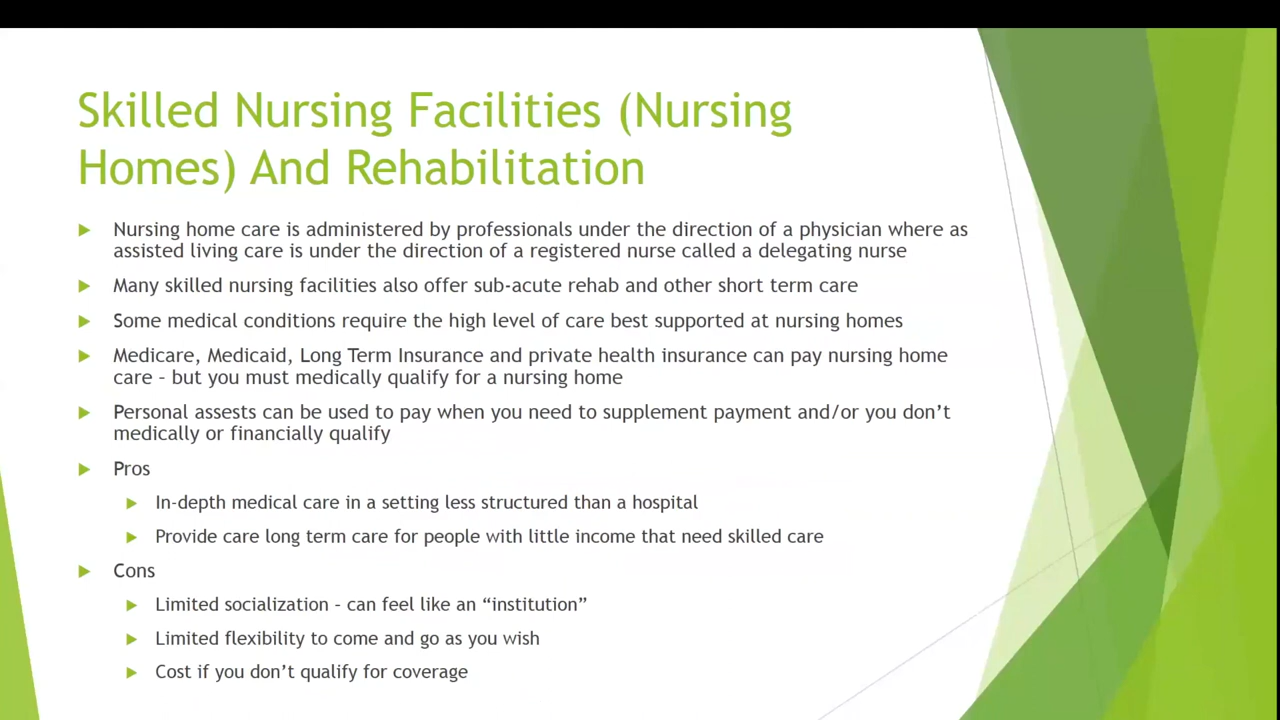 Skilled Nursing Facilities (Nursing
Homes) And Rehabilitation
Nursing home care is administered by professionals under the direction of a physician where as
assisted living care is under the direction of a registered nurse called a delegating nurse
Many skilled nursing facilities also offer sub-acute rehab and other short term care
Some medical conditions require the high level of care best supported at nursing homes
Medicare, Medicaid, Long Term Insurance and private health insurance can pay nursing home
care – but you must medically qualify for a nursing home
Personal assests can be used to pay when you need to supplement payment and/or you don’t
medically or financially qualify
Pros
In-depth medical care in a setting less structured than a hospital
Provide care long term care for people with little income that need skilled care
Cons
Limited socialization – can feel like an “institution”
Limited flexibility to come and go as you wish
Cost if you don’t qualify for coverage